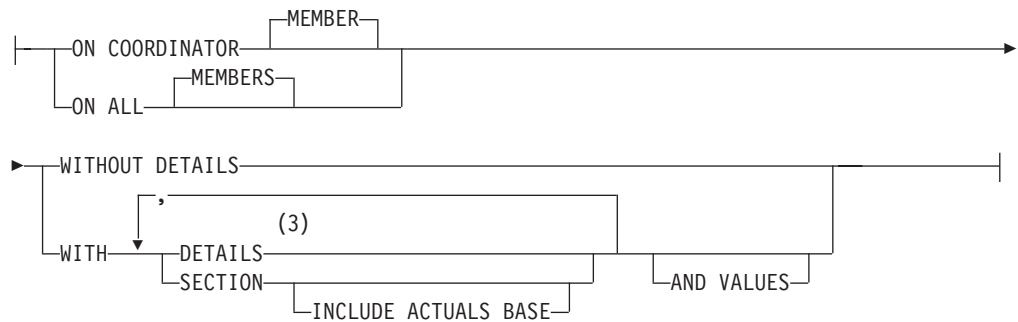 MEMBER
ON COORDINATOR
MEMBERS
ON ALL
WITHOUT DETAILS
,
(3)
WITH DETAILS
SECTION AND VALUES
INCLUDE ACTUALS BASE